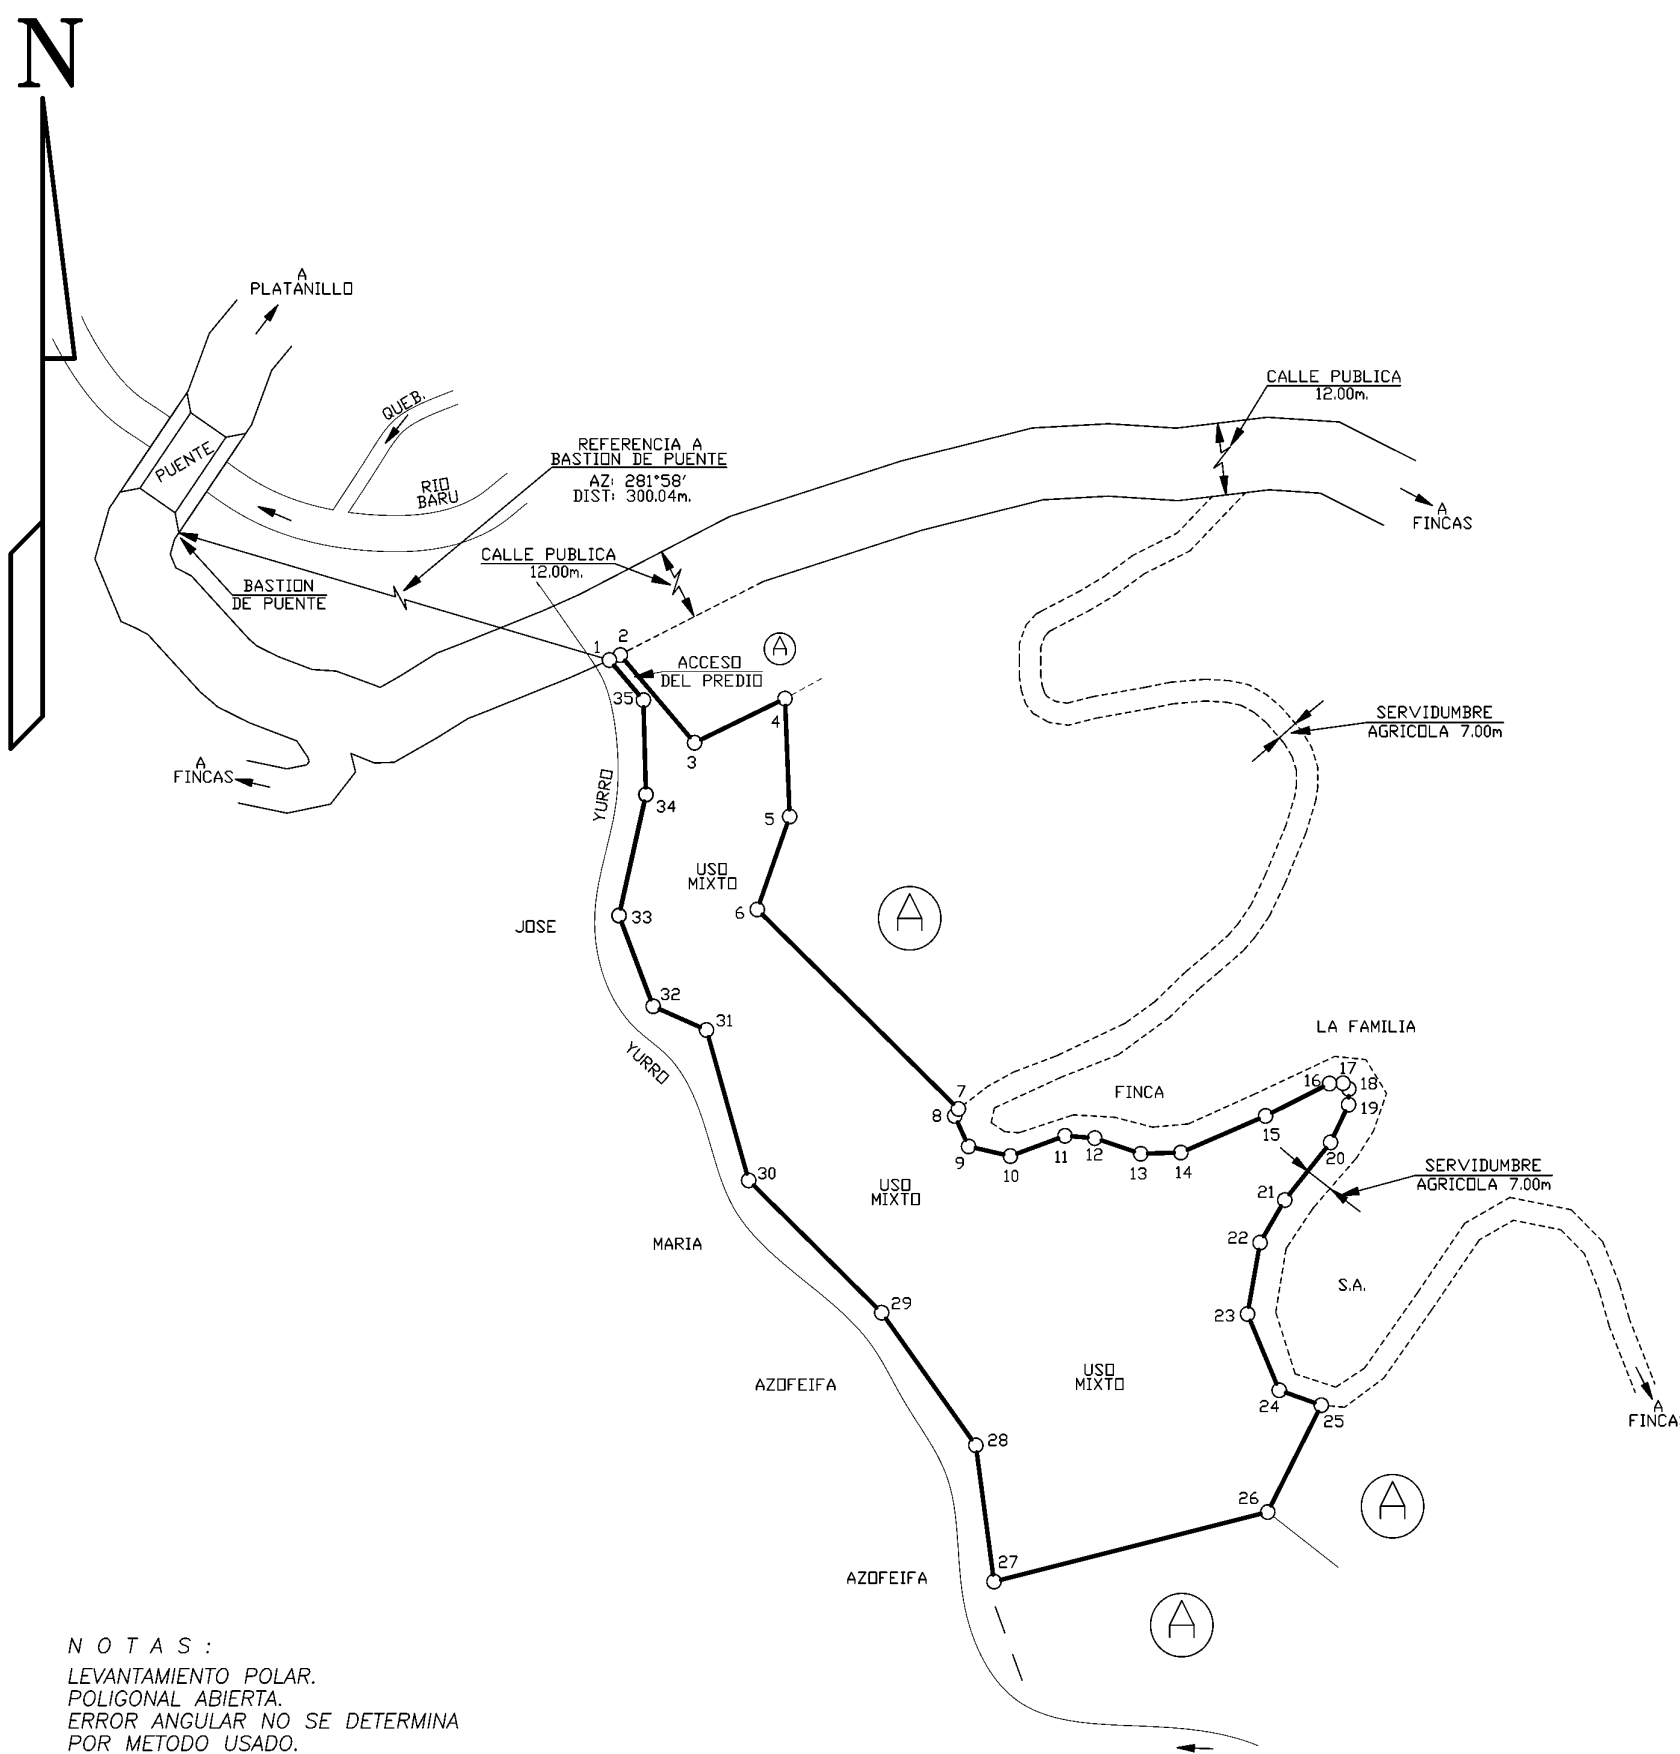 N
A
PLATANILLO
CALLE PUBLICA
12.00m.
QUEB.
PUENTE
REFERENCIA A
BASTION DE PUENTE
AZ: 281°58'
DIST: 300.04m.
RIO
BARU
A
FINCAS
CALLE PUBLICA
12.00m.
BASTION
DE PUENTE
1
2
A
ACCESO
DEL PREDIO
35
4
3
SERVIDUMBRE
AGRICOLA 7.00m
A
FINCAS
YURRO
34
5
USO
MIXTO
6
A
33
JOSE
32
31
LA FAMILIA
YURRO
7
8
FINCA
16
17
18
19
15
9
10
11
12
13
14
20
SERVIDUMBRE
AGRICOLA 7.00m
30
USO
MIXTO
21
22
MARIA
S.A.
29
23
USO
MIXTO
AZOFEIFA
24
25
A
FINCA
28
26
A
27
AZOFEIFA
A
N O T A S :
LEVANTAMIENTO POLAR.
POLIGONAL ABIERTA.
ERROR ANGULAR NO SE DETERMINA
POR METODO USADO.